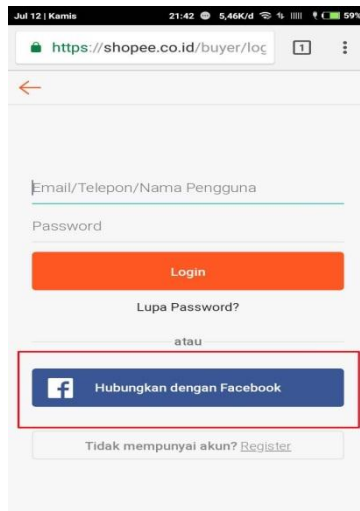 Jul 12 | Kamis 21:42 5,46K/d 59%
https://shopee.co.id/buyer/log
1
Email/Telepon/Nama Pengguna
Password
Login
Lupa Password?
atau
f Hubungkan dengan Facebook
Tidak mempunyai akun? Register